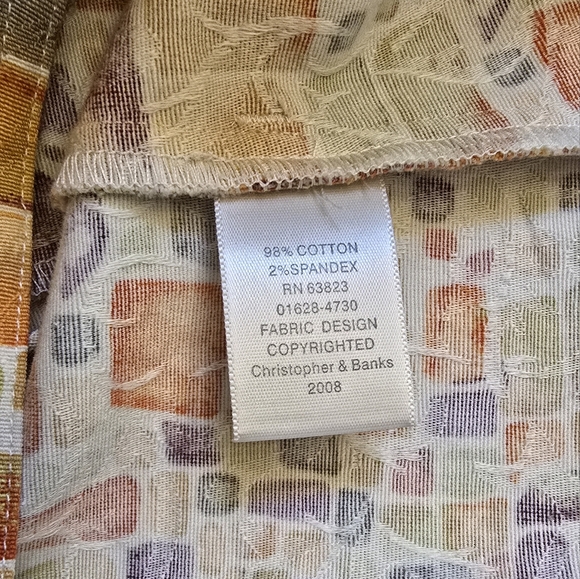 98% COTTON
2%SPANDEX
RN 63823
01628-4730
FABRIC DESIGN
COPYRIGHTED
Christopher & Banks
2008